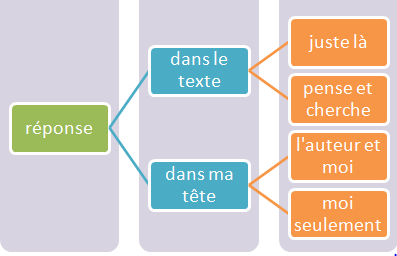 réponse
dans le
texte
dans ma
tête
juste là
pense et
cherche
l'auteur et
moi
moi
seulement